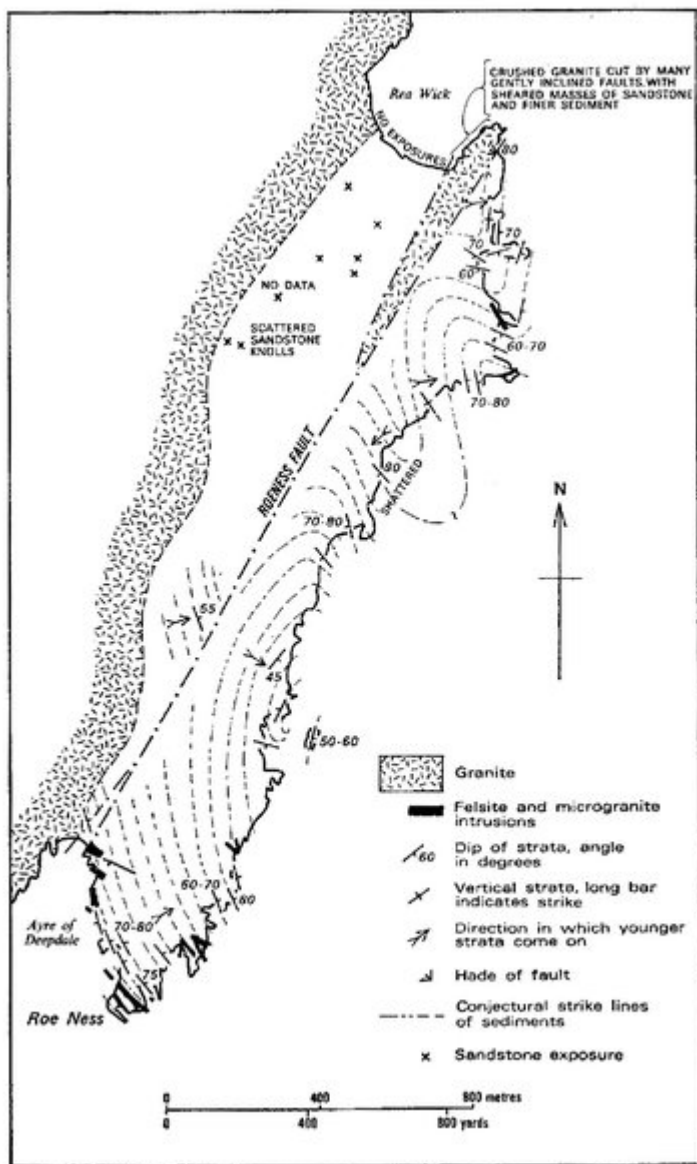 CRUSHED GRANITE CUT BY MANY
GENTLY INCLINED FAULTS, WITH
SHEARED MASSES OF SANDSTONE
AND FINER SEDIMENT
Rea Wick
NO EXPOSURES
80
70
70
60
NO DATA
SCATTERED
SANDSTONE
KNOLLS
60-70
70-80
ROENESS FAULT
80
SHATTERED
70-80
N
55
45
50-60
Granite
Felsite and microgranite
intrusions
60
Dip of strata, angle
in degrees
Vertical strata, long bar
indicates strike
Direction in which younger
strata come on
Hade of fault
Conjectural strike lines
of sediments
Sandstone exposure
60-70
60
70-80
75
Ayre of
Deepdale
Roe Ness
0 400 800 metres
0 400 800 yards